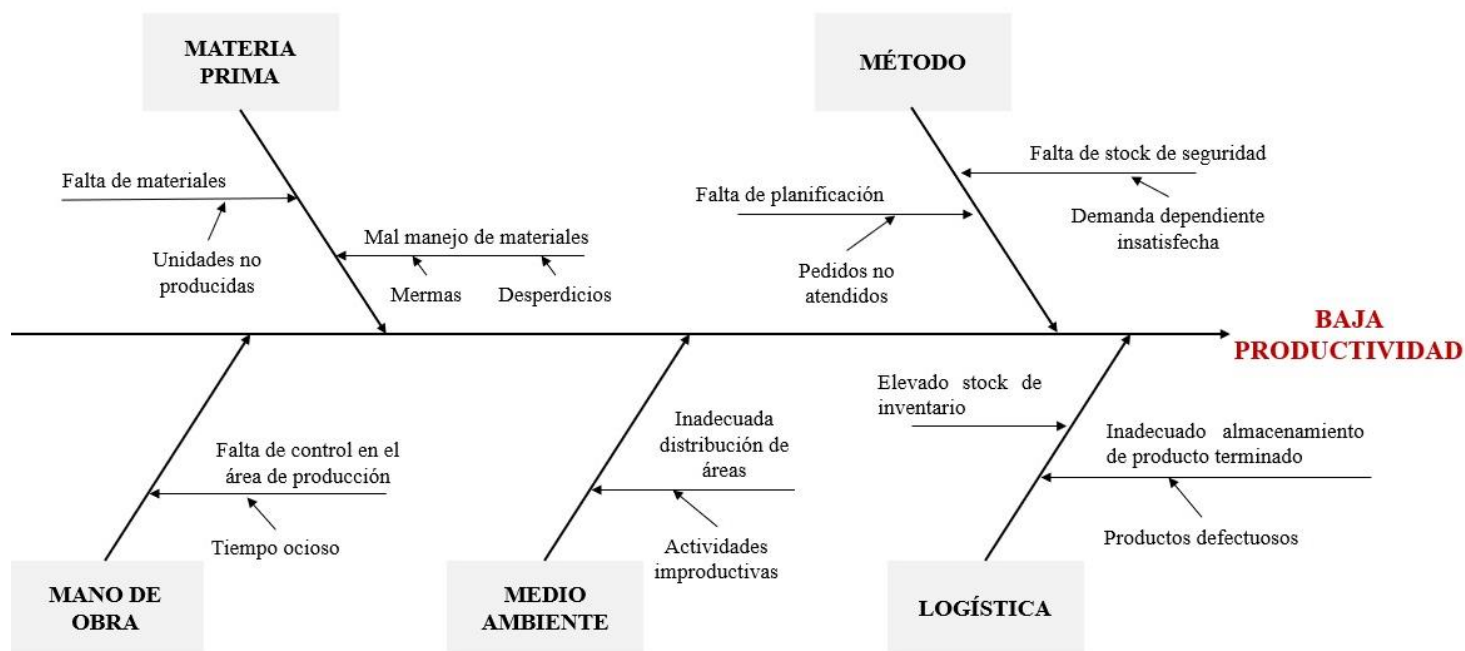 MATERIA
PRIMA
MÉTODO
Falta de materiales
Unidades no
producidas
Mal manejo de materiales
Mermas
Desperdicios
Falta de planificación
Pedidos no
atendidos
Falta de stock de seguridad
Demanda dependiente
insatisfecha
BAJA
PRODUCTIVIDAD
Falta de control en el
área de producción
Tiempo ocioso
Inadecuada
distribución de
áreas
Actividades
improductivas
Elevado stock de
inventario
Inadecuado almacenamiento
de producto terminado
Productos defectuosos
MANO DE
OBRA
MEDIO
AMBIENTE
LOGÍSTICA